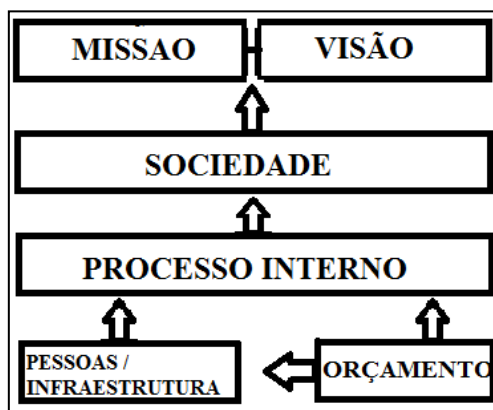 MISSAO
VISÃO
SOCIEDADE
PROCESSO INTERNO
PESSOAS /
INFRAESTRUTURA
ORÇAMENTO